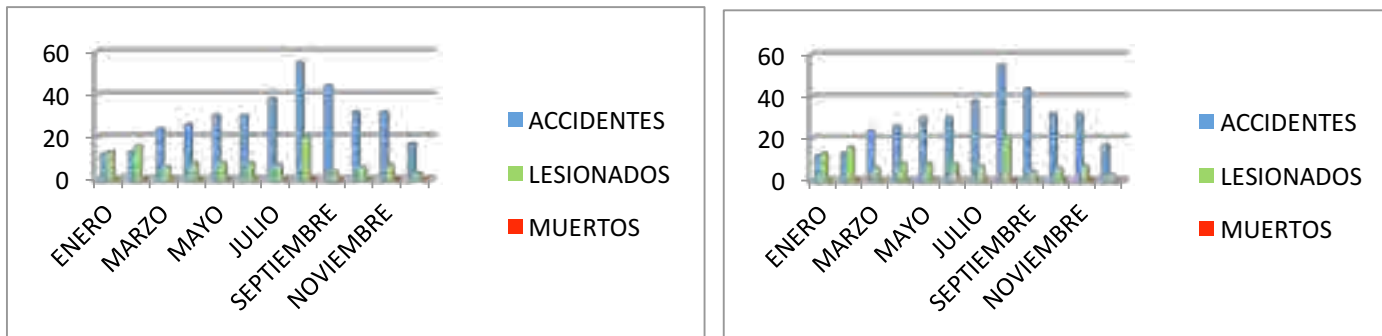 60
40
20
0
ENERO
MARZO
MAYO
JULIO
SEPTIEMBRE
NOVIEMBRE
ACCIDENTES
LESIONADOS
MUERTOS
60
40
20
0
ENERO
MARZO
MAYO
JULIO
SEPTIEMBRE
NOVIEMBRE
ACCIDENTES
LESIONADOS
MUERTOS